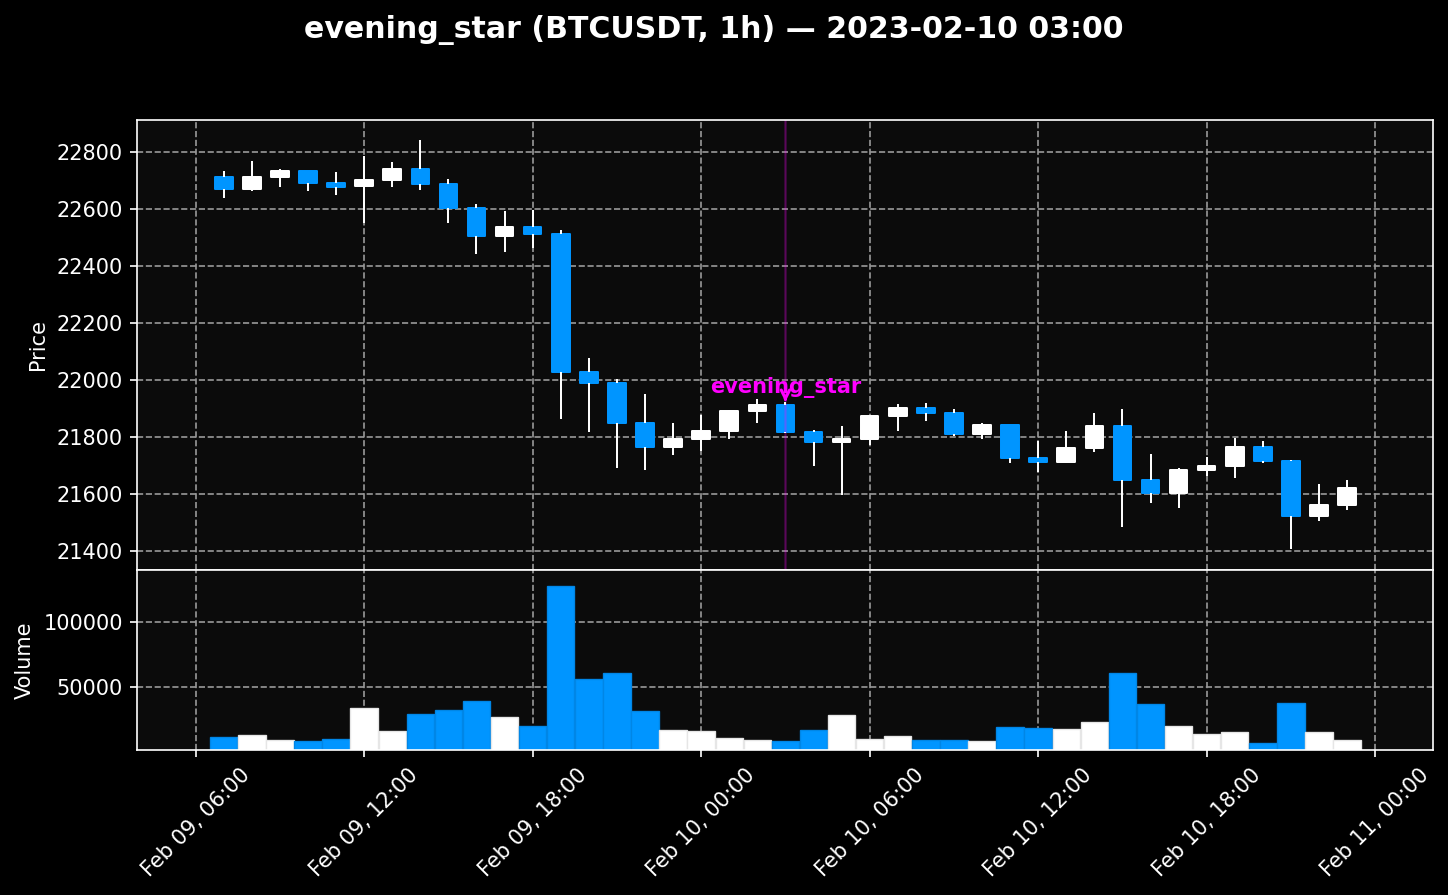 evening_star (BTCUSDT, 1h) — 2023-02-10 03:00
Price
22800
22600
22400
22200
22000
21800
21600
21400
evening_star
Volume
100000
50000
Feb 09, 06:00
Feb 09, 12:00
Feb 09, 18:00
Feb 10, 00:00
Feb 10, 06:00
Feb 10, 12:00
Feb 10, 18:00
Feb 11, 00:00